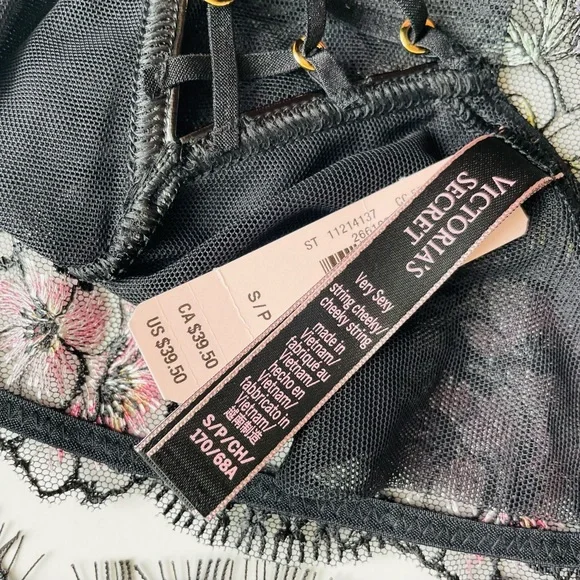 VICTORIA'S
SECRET
Very Sexy
string cheeky/
cheeky string
made in
Vietnam/
fabriqué au
Vietnam/
hecho en
Vietnam/
fabbricato in
Vietnam/
越南制造
S/P/CH/
170/68A
ST 11214137
S/P
CA $39.50
US $39.50